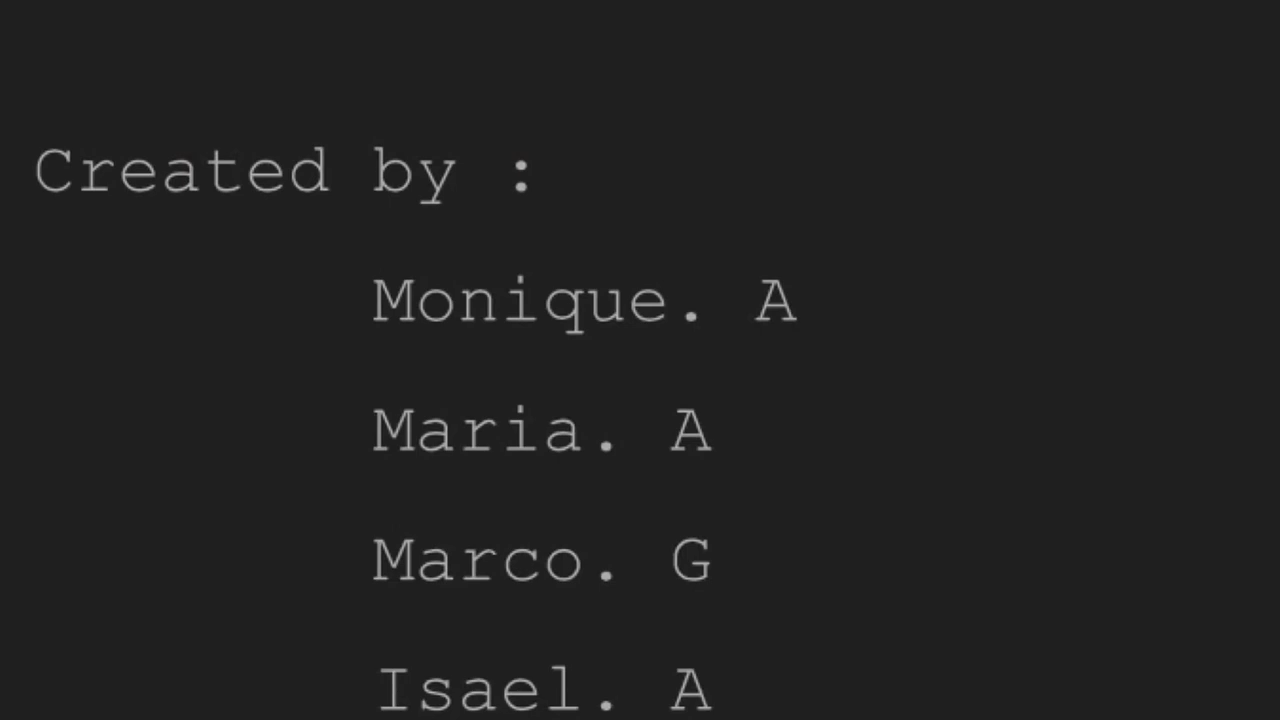 Created by :
Monique. A
Maria. A
Marco. G
Isael. A